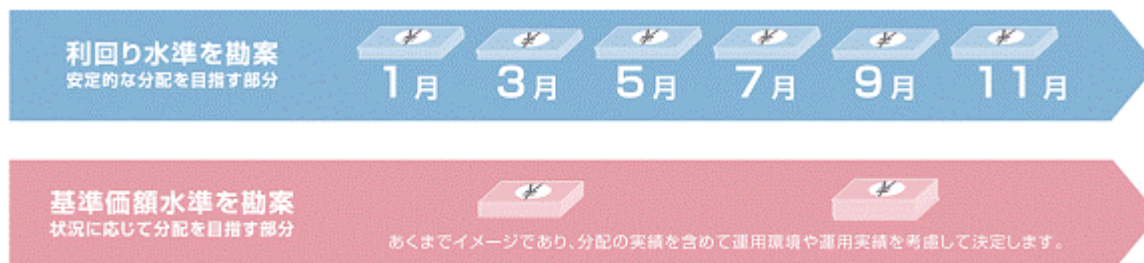 利回り水準を勘案
安定的な分配を目指す部分
¥ ¥ ¥ ¥ ¥ ¥
1月 3月 5月 7月 9月 11月
基準価額水準を勘案
状況に応じて分配を目指す部分
¥ ¥
あくまでイメージであり、分配の実績を含めて運用環境や運用実績を考慮して決定します。